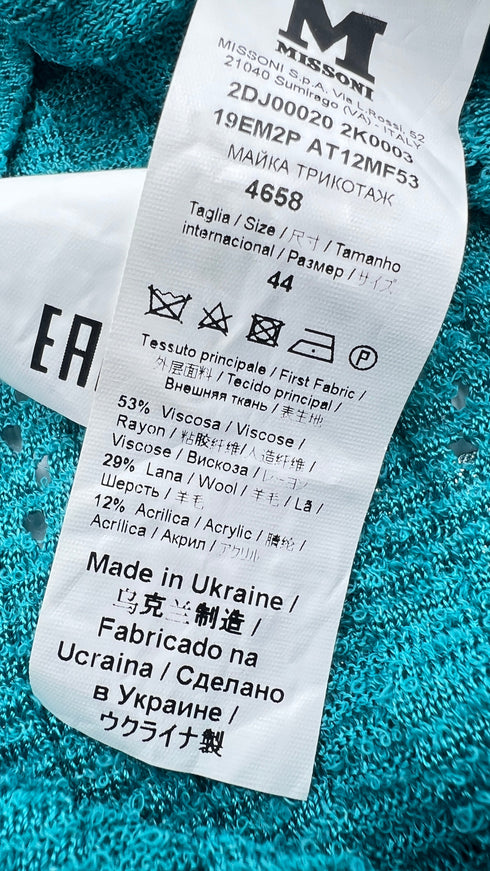 M
MISSONI
MISSONI S.p.A. Via L.Rossi, 52
21040 Sumirago (VA) - ITALY
2DJ00020 2K0003
19EM2P AT12MF53
МАЙКА ТРИКОТАЖ
4658
Taglia / Size / 尺寸 / Tamanho
internacional / Размер / サイズ
44
P
Tessuto principale / First Fabric /
外层面料 / Tecido principal /
Внешняя ткань / 表生地
53% Viscosa / Viscose /
Rayon / 粘胶纤维/人造纤维 /
Viscose / Вискоза / レーヨン
29% Lana / Wool / 羊毛 / Lã /
Шерсть / 羊毛
12% Acrilica / Acrylic / 腈纶 /
Acrílica / Акрил / アクリル
Made in Ukraine /
乌克兰制造 /
Fabricado na
Ucraina / Сделано
в Украине /
ウクライナ製
EAC